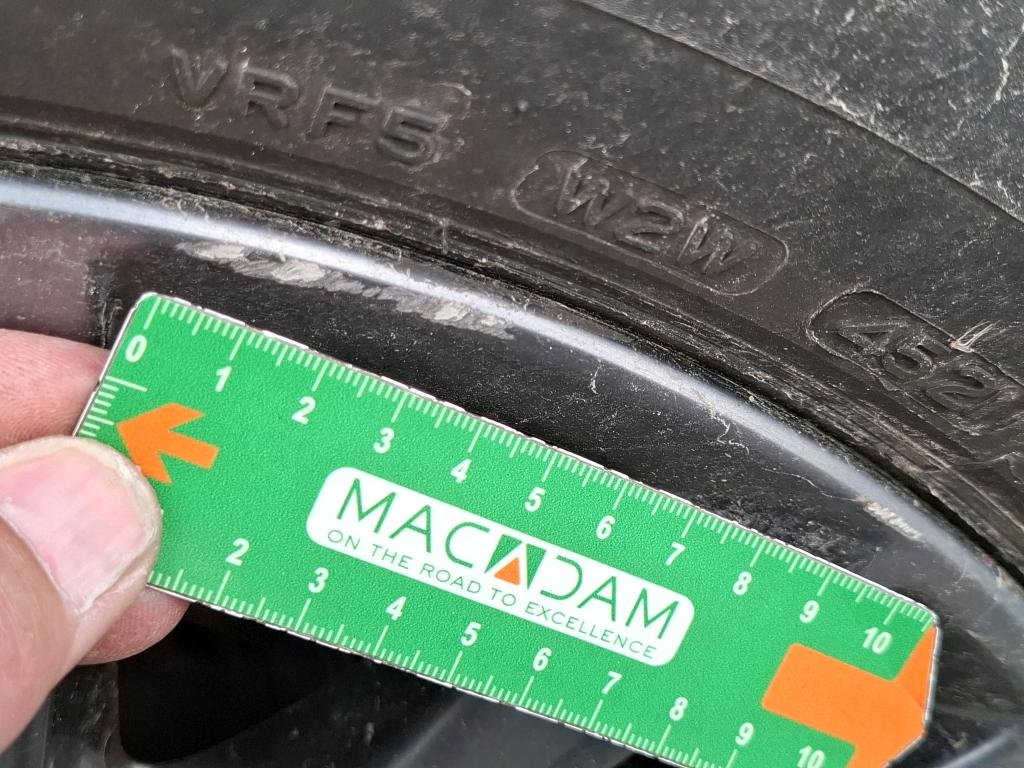 VRF5
W2W
4521
0 1 2 3 4 5 6 7 8 9 10
MACADAM
ON THE ROAD TO EXCELLENCE
2 3 4 5 6 7 8 9 10